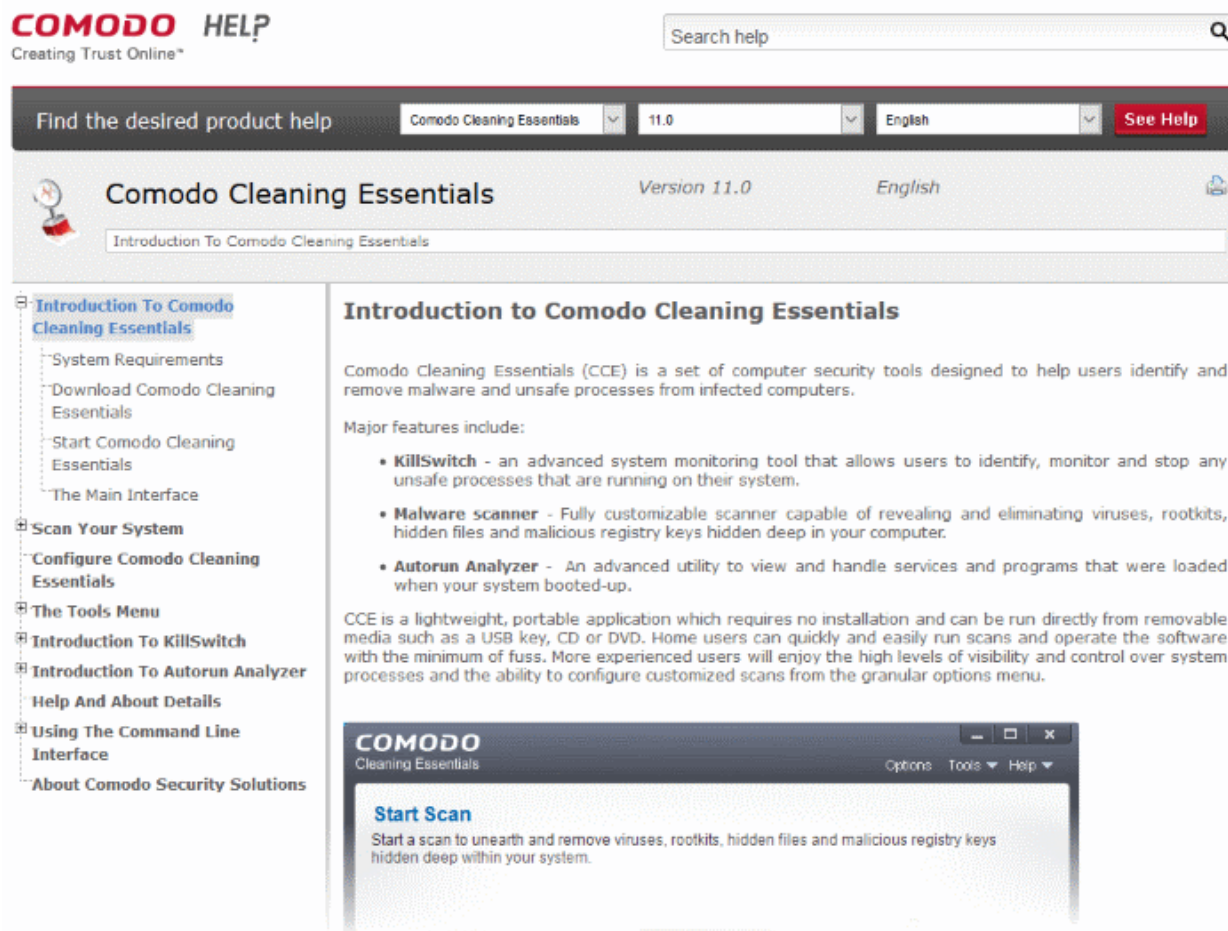 COMODO HELP
Creating Trust Online™
Search help
Find the desired product help
Comodo Cleaning Essentials
11.0
English
See Help
Comodo Cleaning Essentials
Version 11.0
English
Introduction To Comodo Cleaning Essentials
Introduction To Comodo
Cleaning Essentials
System Requirements
Download Comodo Cleaning
Essentials
Start Comodo Cleaning
Essentials
The Main Interface
Scan Your System
Configure Comodo Cleaning
Essentials
The Tools Menu
Introduction To KillSwitch
Introduction To Autorun Analyzer
Help And About Details
Using The Command Line
Interface
About Comodo Security Solutions
Introduction to Comodo Cleaning Essentials
Comodo Cleaning Essentials (CCE) is a set of computer security tools designed to help users identify and
remove malware and unsafe processes from infected computers.
Major features include:
• KillSwitch - an advanced system monitoring tool that allows users to identify, monitor and stop any
unsafe processes that are running on their system.
• Malware scanner - Fully customizable scanner capable of revealing and eliminating viruses, rootkits,
hidden files and malicious registry keys hidden deep in your computer.
• Autorun Analyzer - An advanced utility to view and handle services and programs that were loaded
when your system booted-up.
CCE is a lightweight, portable application which requires no installation and can be run directly from removable
media such as a USB key, CD or DVD. Home users can quickly and easily run scans and operate the software
with the minimum of fuss. More experienced users will enjoy the high levels of visibility and control over system
processes and the ability to configure customized scans from the granular options menu.
COMODO
Cleaning Essentials
Options Tools Help
Start Scan
Start a scan to unearth and remove viruses, rootkits, hidden files and malicious registry keys
hidden deep within your system.